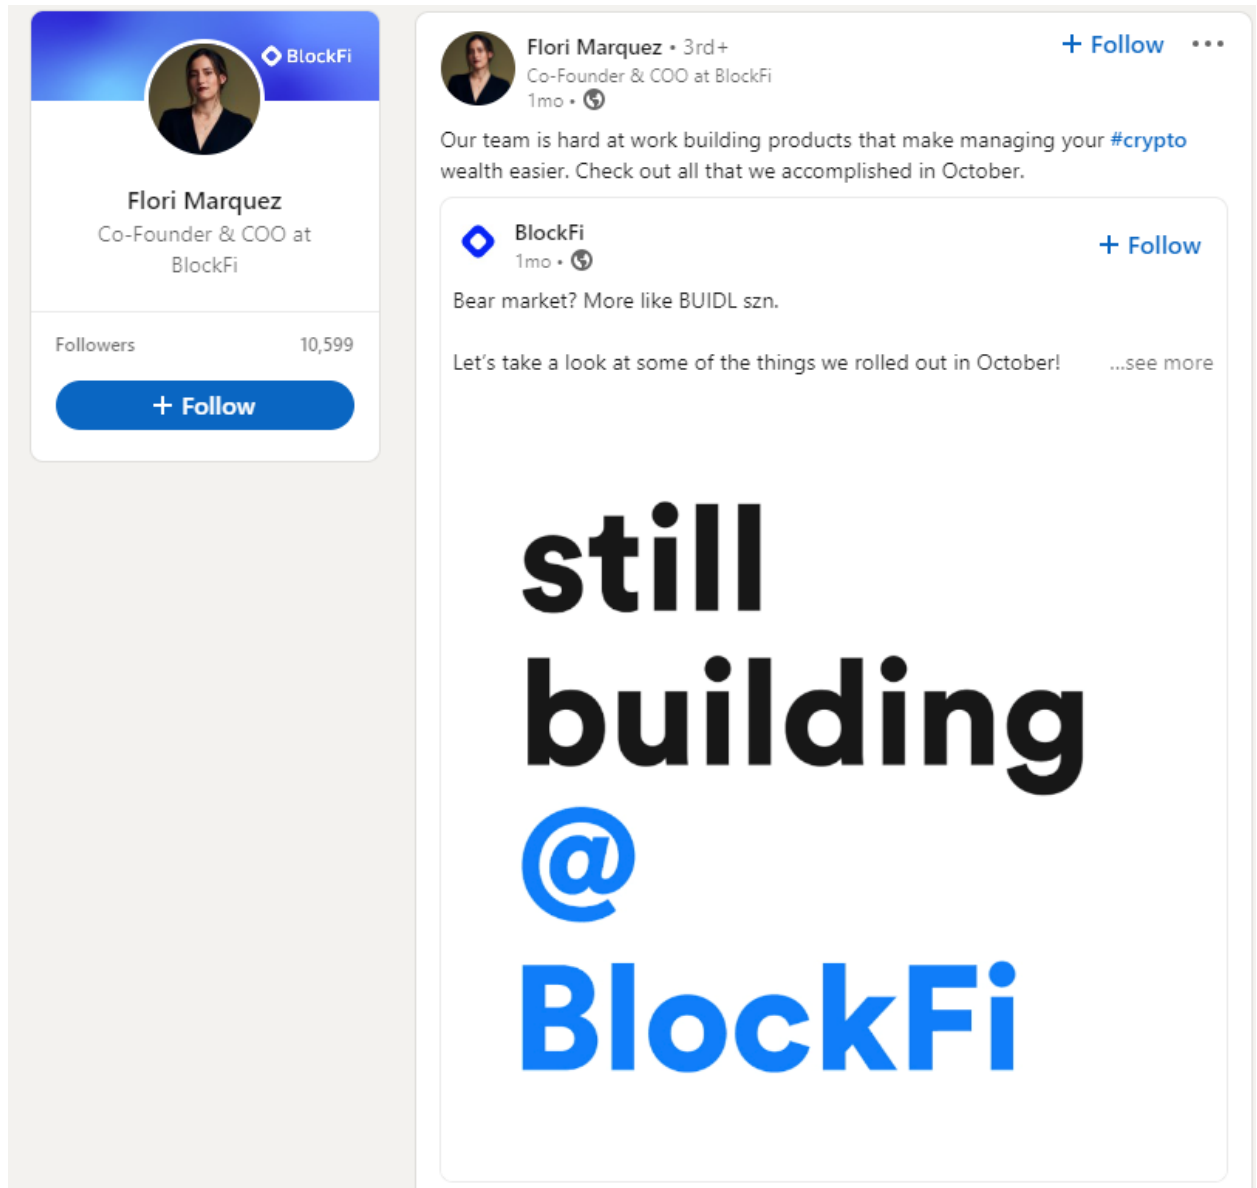 BlockFi
Flori Marquez
Co-Founder & COO at
BlockFi
Followers 10,599
+ Follow
Flori Marquez • 3rd+
+ Follow •••
Co-Founder & COO at BlockFi
1mo •
Our team is hard at work building products that make managing your #crypto
wealth easier. Check out all that we accomplished in October.
BlockFi
+ Follow
1mo •
Bear market? More like BUIDL szn.
Let's take a look at some of the things we rolled out in October! ...see more
still
building
@
BlockFi